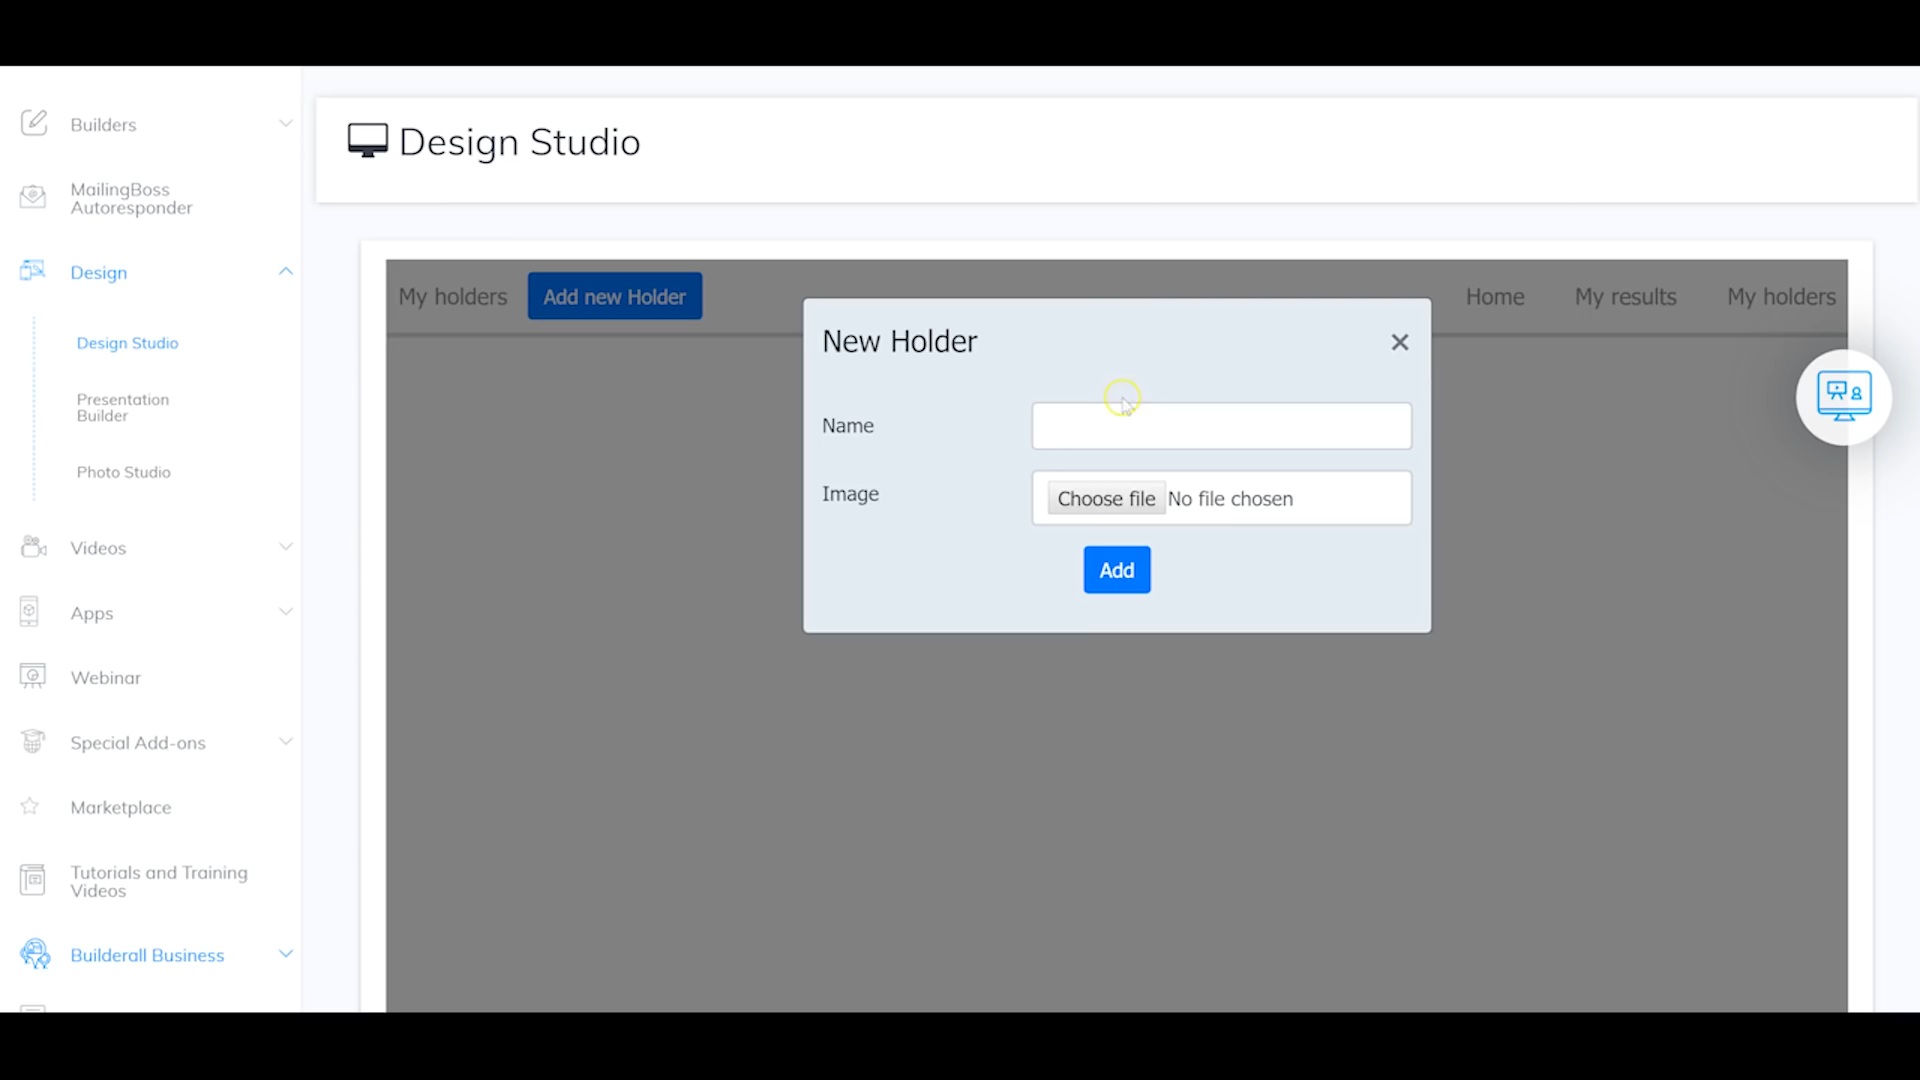 Builders
MailingBoss
Autoresponder
Design
Design Studio
Presentation
Builder
Photo Studio
Videos
Apps
Webinar
Special Add-ons
Marketplace
Tutorials and Training
Videos
Builderall Business
Design Studio
My holders
Add new Holder
Home
My results
My holders
New Holder
×
Name
Image
Choose file No file chosen
Add